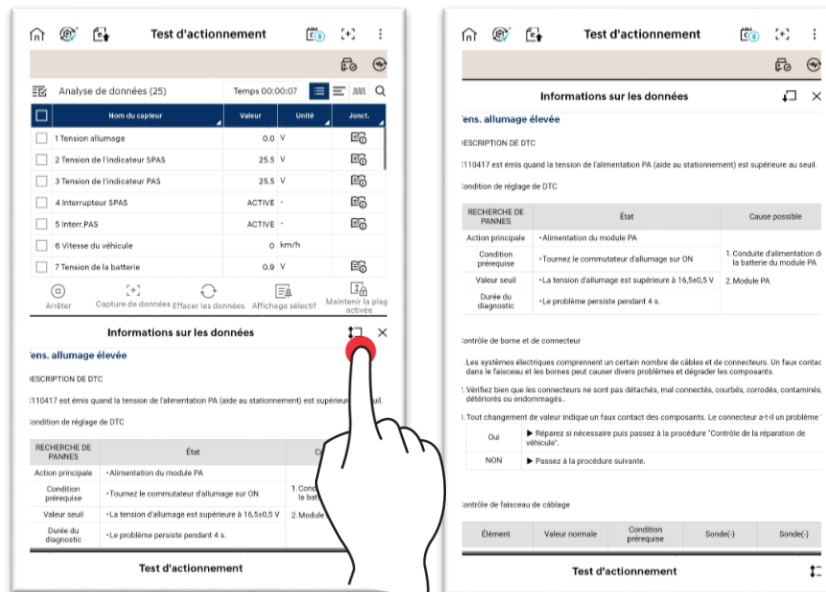 Test d'actionnement
Analyse de données (25)
Temps 00:00:07
Nom du capteur Valeur Unité Jonct.
1 Tension allumage 0.0 V
2 Tension de l'indicateur SPAS 25.5 V
3 Tension de l'indicateur PAS 25.5 V
4 Interrupteur SPAS ACTIVE -
5 Interr.PAS ACTIVE -
6 Vitesse du véhicule 0 km/h
7 Tension de la batterie 0.9 V
Arrêter Capture de données Effacer les données Affichage sélectif Maintenir la plag
activée
Informations sur les données
ens. allumage élevée
ESCRIPTION DE DTC
110417 est émis quand la tension de l'alimentation PA (aide au stationnement) est supérieur uil.
ondition de réglage de DTC
RECHERCHE DE
PANNES
État
C
Action principale
•Alimentation du module PA
Condition
prérequise
•Tournez le commutateur d'allumage sur ON
1. Cond
la bat
Valeur seuil
•La tension d'allumage est supérieure à 16,5±0,5 V
2. Module
Durée du
diagnostic
•Le problème persiste pendant 4 s.
Test d'actionnement
Test d'actionnement
Informations sur les données
ens. allumage élevée
ESCRIPTION DE DTC
110417 est émis quand la tension de l'alimentation PA (aide au stationnement) est supérieure au seuil.
ondition de réglage de DTC
RECHERCHE DE
PANNES
État
Cause possible
Action principale
•Alimentation du module PA
Condition
prérequise
•Tournez le commutateur d'allumage sur ON
Valeur seuil
•La tension d'allumage est supérieure à 16,5±0,5 V
Durée du
diagnostic
•Le problème persiste pendant 4 s.
1. Conduite d'alimentation d
la batterie du module PA
2. Module PA
ontrôle de borne et de connecteur
. Les systèmes électriques comprennent un certain nombre de câbles et de connecteurs. Un faux contac
dans le faisceau et les bornes peut causer divers problèmes et dégrader les composants.
. Vérifiez bien que les connecteurs ne sont pas détachés, mal connectés, courbés, corrodés, contaminés,
détériorés ou endommagés..
. Tout changement de valeur indique un faux contact des composants. Le connecteur a-t-il un problème
Oui
▶ Réparez si nécessaire puis passez à la procédure "Contrôle de la réparation de
véhicule".
NON
▶ Passez à la procédure suivante.
ontrôle de faisceau de câblage
Élément
Valeur normale
Condition
prérequise
Sonde(-)
Sonde(-)
Test d'actionnement